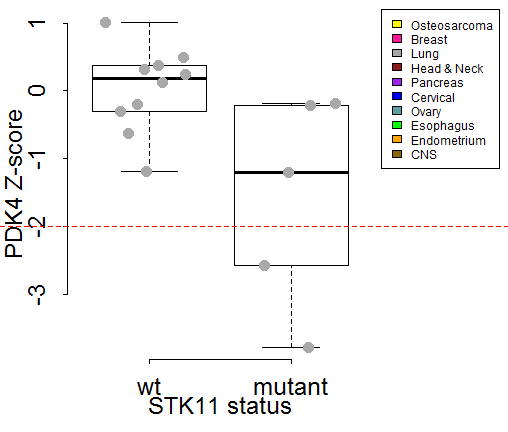 1
0
-1
-2
-3
PDK4 Z-score
wt mutant
STK11 status
Osteosarcoma
Breast
Lung
Head & Neck
Pancreas
Cervical
Ovary
Esophagus
Endometrium
CNS